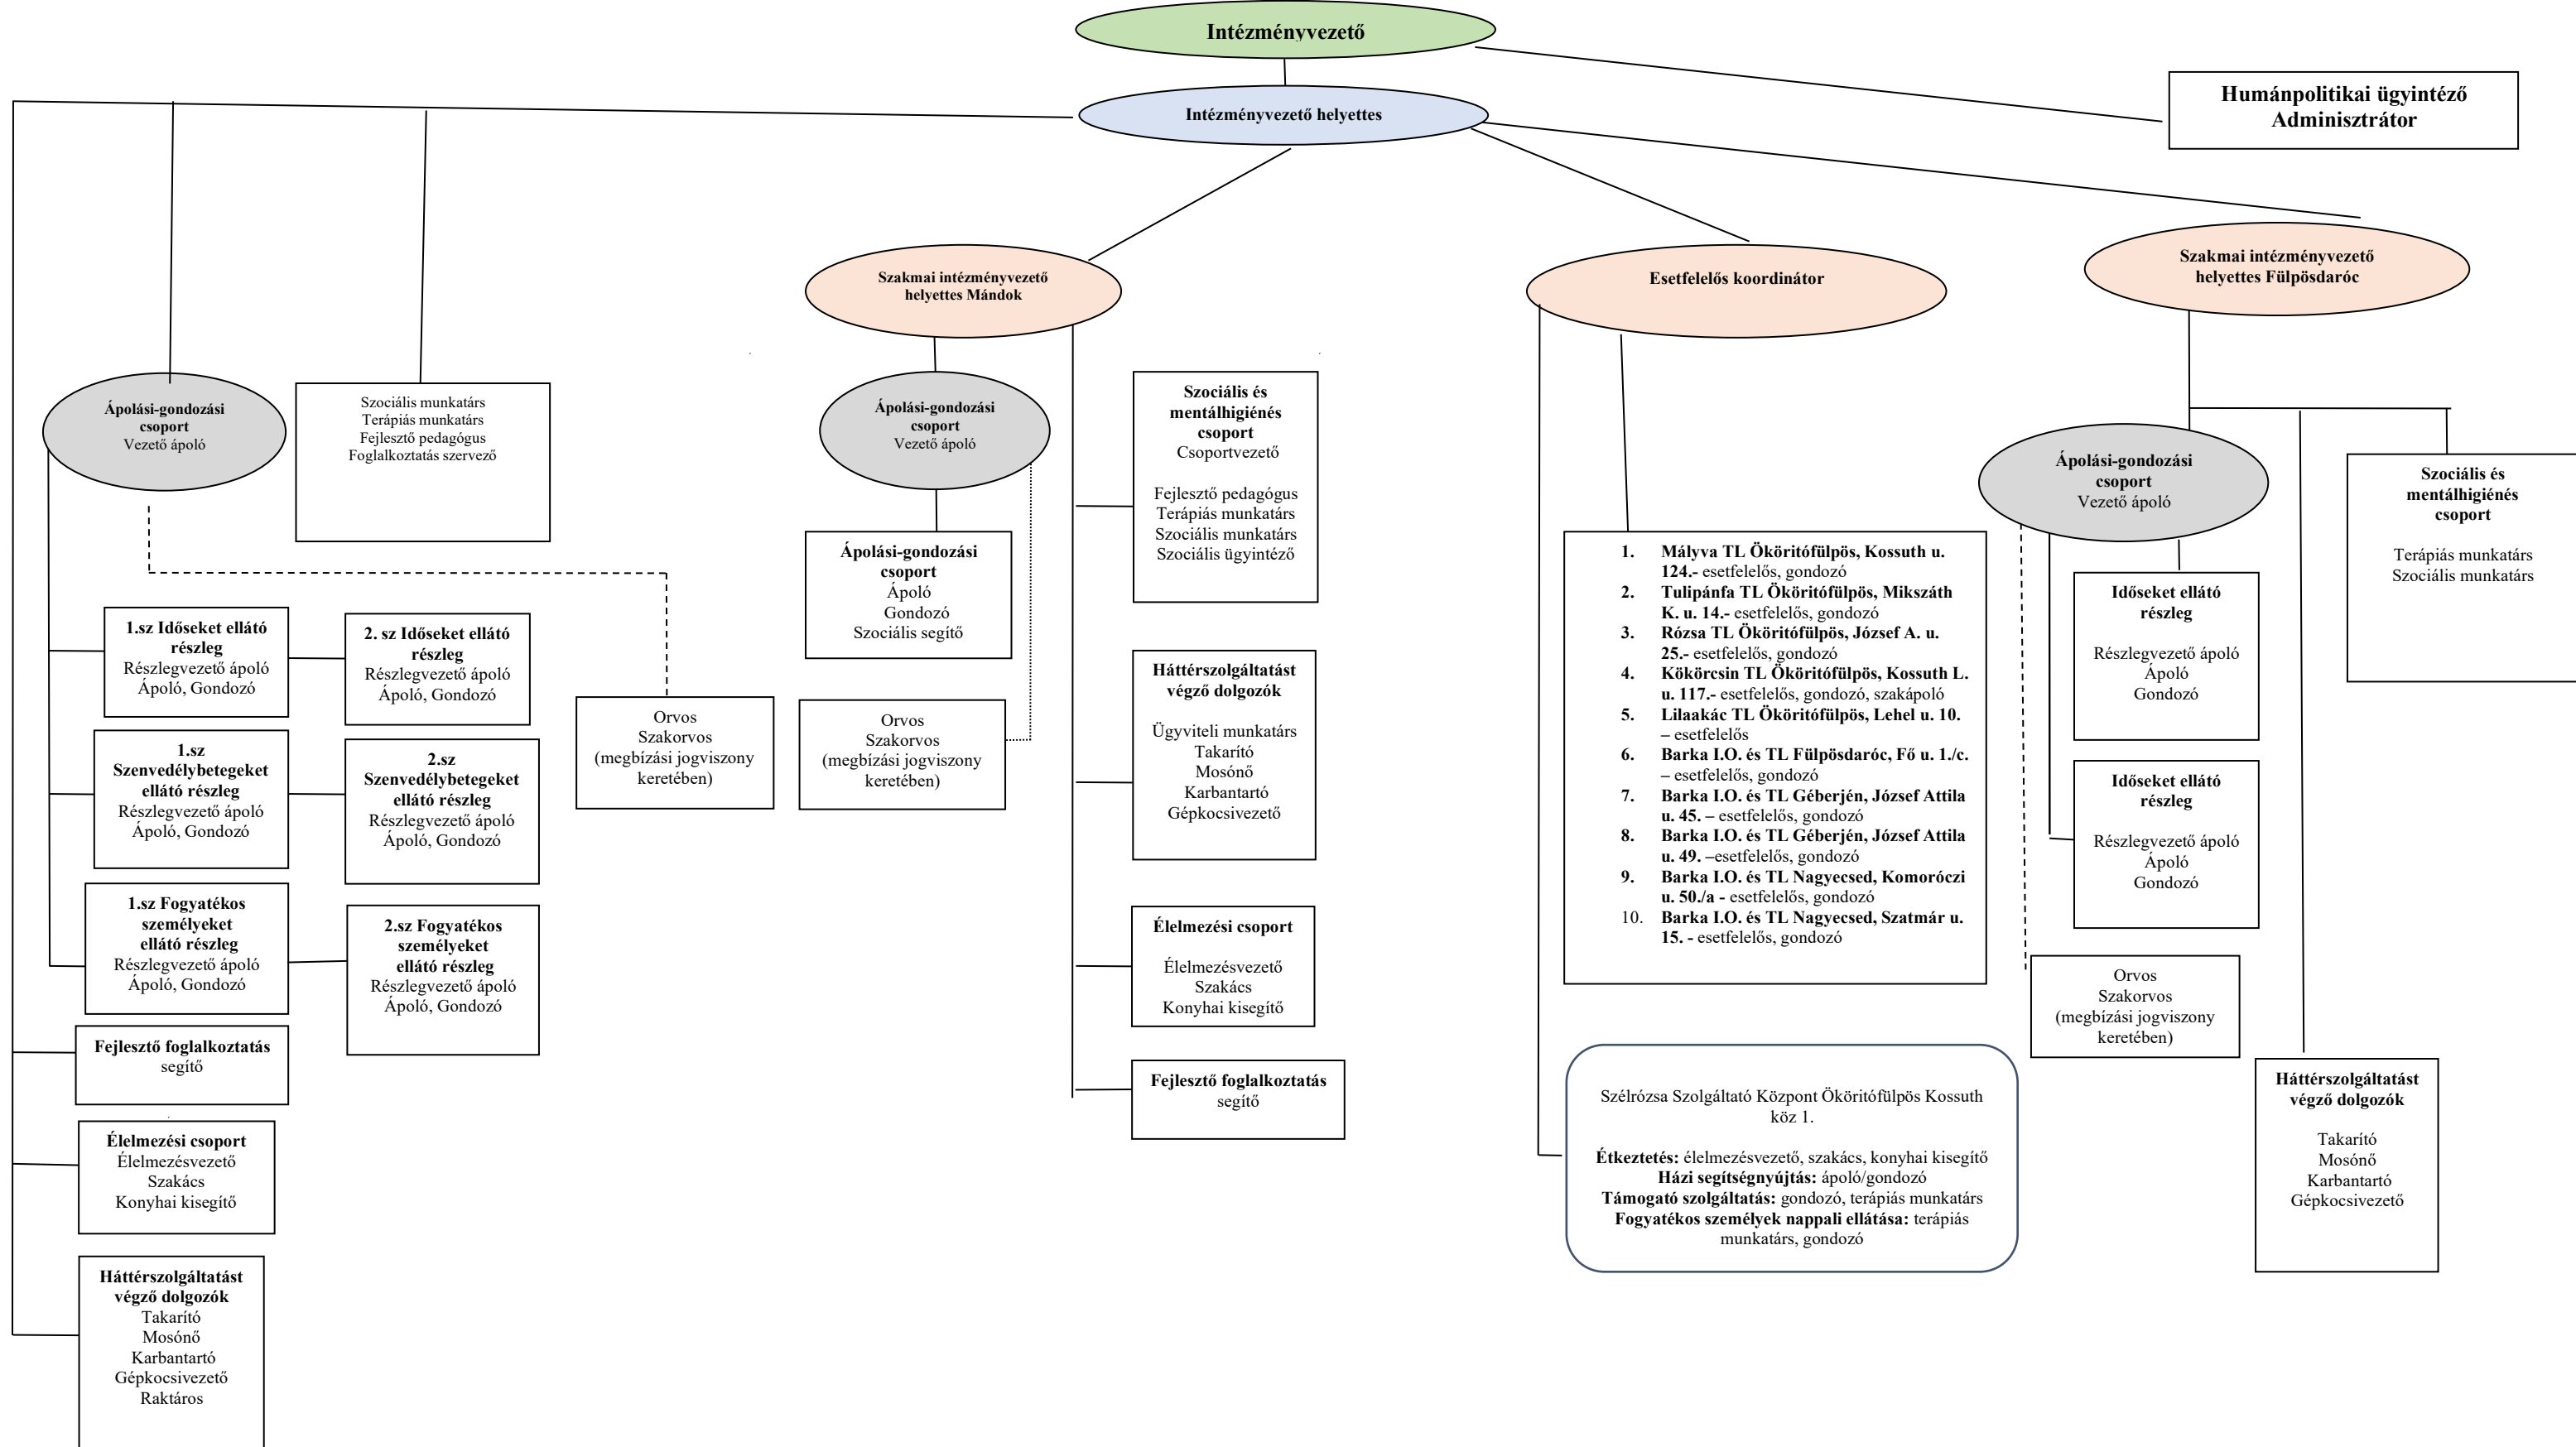 Intézményvezető
Humánpolitikai ügyintéző
Adminisztrátor
Intézményvezető helyettes
Szakmai intézményvezető
helyettes Mándok
Esetfelelős koordinátor
Szakmai intézményvezető
helyettes Fülpösdaróc
Ápolási-gondozási
csoport
Vezető ápoló
Szociális munkatárs
Terápiás munkatárs
Fejlesztő pedagógus
Foglalkoztatás szervező
1.sz Időseket ellátó
részleg
Részlegvezető ápoló
Ápoló, Gondozó
2. sz Időseket ellátó
részleg
Részlegvezető ápoló
Ápoló, Gondozó
1.sz
Szenvedélybetegeket
ellátó részleg
Részlegvezető ápoló
Ápoló, Gondozó
2.sz
Szenvedélybetegeket
ellátó részleg
Részlegvezető ápoló
Ápoló, Gondozó
1.sz Fogyatékos
személyeket
ellátó részleg
Részlegvezető ápoló
Ápoló, Gondozó
2.sz Fogyatékos
személyeket
ellátó részleg
Részlegvezető ápoló
Ápoló, Gondozó
Orvos
Szakorvos
(megbízási jogviszony
keretében)
Fejlesztő foglalkoztatás
segítő
Élelmezési csoport
Élelmezésvezető
Szakács
Konyhai kisegítő
Háttérszolgáltatást
végző dolgozók
Takarító
Mosónő
Karbantartó
Gépkocsivezető
Raktáros
Ápolási-gondozási
csoport
Vezető ápoló
Ápolási-gondozási
csoport
Ápoló
Gondozó
Szociális segítő
Orvos
Szakorvos
(megbízási jogviszony
keretében)
Szociális és
mentálhigiénés
csoport
Csoportvezető
Fejlesztő pedagógus
Terápiás munkatárs
Szociális munkatárs
Szociális ügyintéző
Háttérszolgáltatást
végző dolgozók
Ügyviteli munkatárs
Takarító
Mosónő
Karbantartó
Gépkocsivezető
Élelmezési csoport
Élelmezésvezető
Szakács
Konyhai kisegítő
Fejlesztő foglalkoztatás
segítő
1. Mályva TL Ököritófülpös, Kossuth u.
124.- esetfelelős, gondozó
2. Tulipánfa TL Ököritófülpös, Mikszáth
K. u. 14.- esetfelelős, gondozó
3. Rózsa TL Ököritófülpös, József A. u.
25.- esetfelelős, gondozó
4. Kökörcsin TL Ököritófülpös, Kossuth L.
u. 117.- esetfelelős, gondozó, szakápoló
5. Lilaakác TL Ököritófülpös, Lehel u. 10.
– esetfelelős
6. Barka I.O. és TL Fülpösdaróc, Fő u. 1./c.
– esetfelelős, gondozó
7. Barka I.O. és TL Géberjén, József Attila
u. 45. – esetfelelős, gondozó
8. Barka I.O. és TL Géberjén, József Attila
u. 49. –esetfelelős, gondozó
9. Barka I.O. és TL Nagyecsed, Komoróczi
u. 50./a - esetfelelős, gondozó
10. Barka I.O. és TL Nagyecsed, Szatmár u.
15. - esetfelelős, gondozó
Szélrózsa Szolgáltató Központ Ököritófülpös Kossuth
köz 1.
Étkeztetés: élelmezésvezető, szakács, konyhai kisegítő
Házi segítségnyújtás: ápoló/gondozó
Támogató szolgáltatás: gondozó, terápiás munkatárs
Fogyatékos személyek nappali ellátása: terápiás
munkatárs, gondozó
Ápolási-gondozási
csoport
Vezető ápoló
Időseket ellátó
részleg
Részlegvezető ápoló
Ápoló
Gondozó
Időseket ellátó
részleg
Részlegvezető ápoló
Ápoló
Gondozó
Orvos
Szakorvos
(megbízási jogviszony
keretében)
Szociális és
mentálhigiénés
csoport
Terápiás munkatárs
Szociális munkatárs
Háttérszolgáltatást
végző dolgozók
Takarító
Mosónő
Karbantartó
Gépkocsivezető